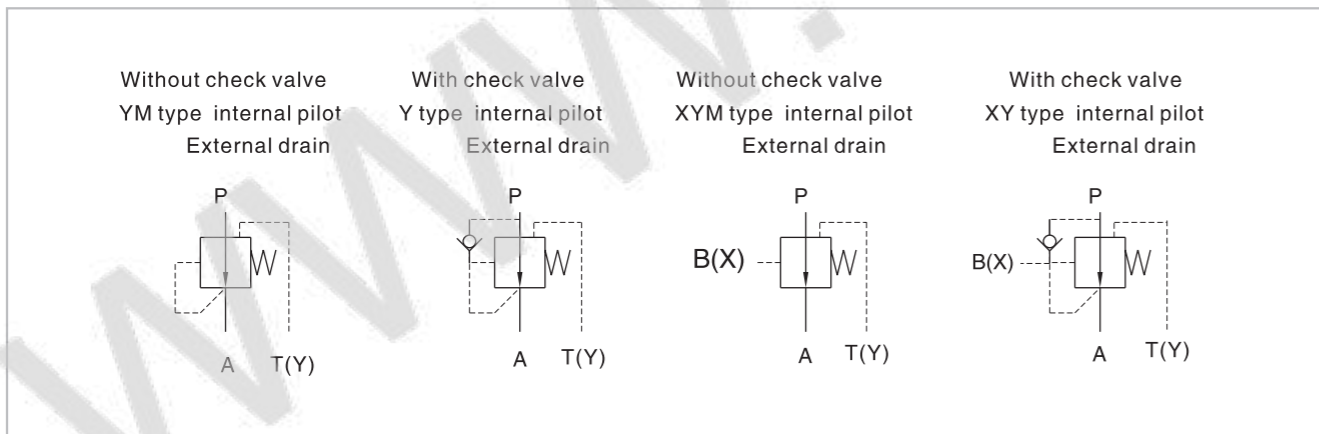 Without check valve
YM type internal pilot
External drain
P
A
T(Y)
With check valve
Y type internal pilot
External drain
P
A
T(Y)
Without check valve
XYM type internal pilot
External drain
P
B(X)
A
T(Y)
With check valve
XY type internal pilot
External drain
P
B(X)
A
T(Y)
www.